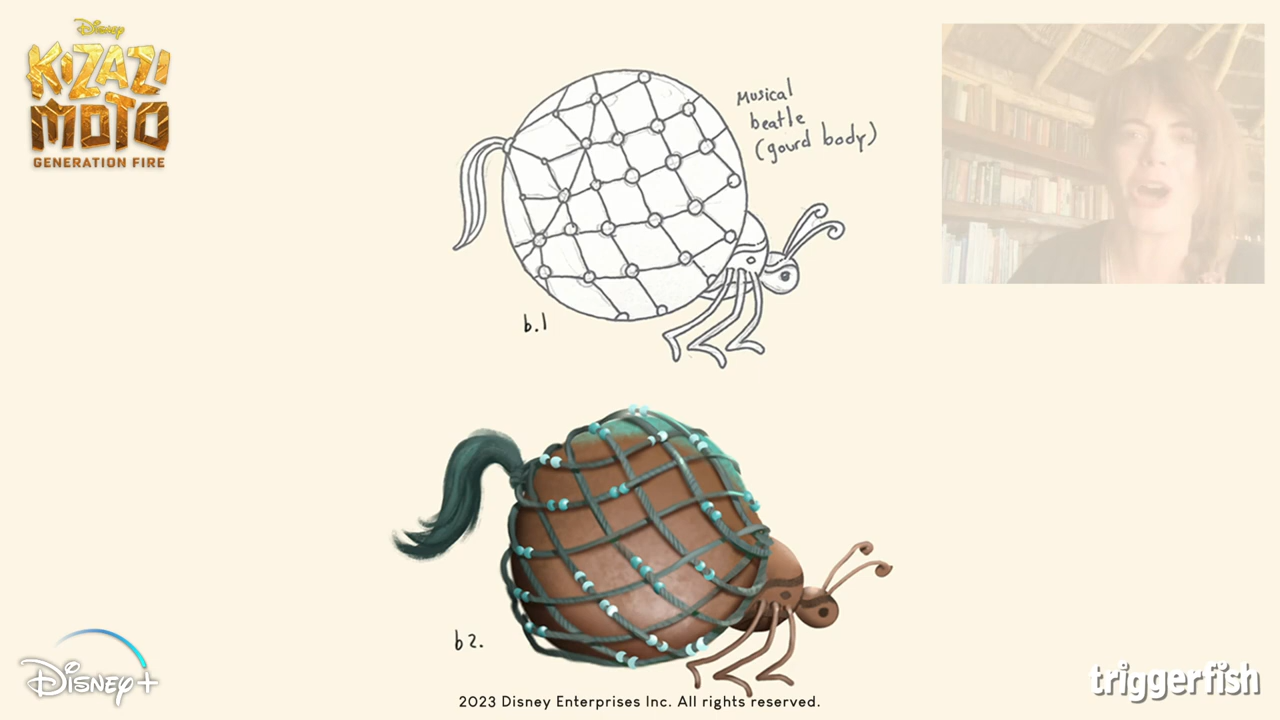 Disney
KIZAZI
MOTO
GENERATION FIRE
Musical
beatle
(gourd body)
b.1
b2.
Disney+
2023 Disney Enterprises Inc. All rights reserved.
triggerfish